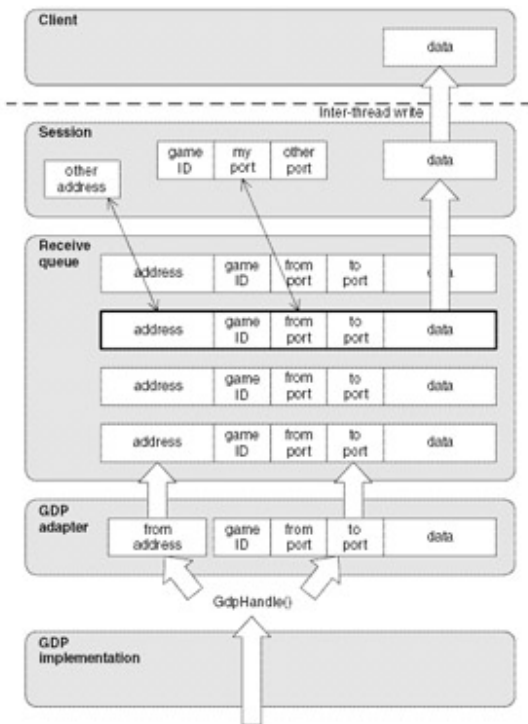 Client
data
Inter-thread write
Session
game ID
my port
other port
data
other address
Receive queue
address
game ID
from port
to port
data
address
game ID
from port
to port
data
address
game ID
from port
to port
data
address
game ID
from port
to port
data
GDP adapter
from address
game ID
from port
to port
data
GdpHandle()
GDP implementation